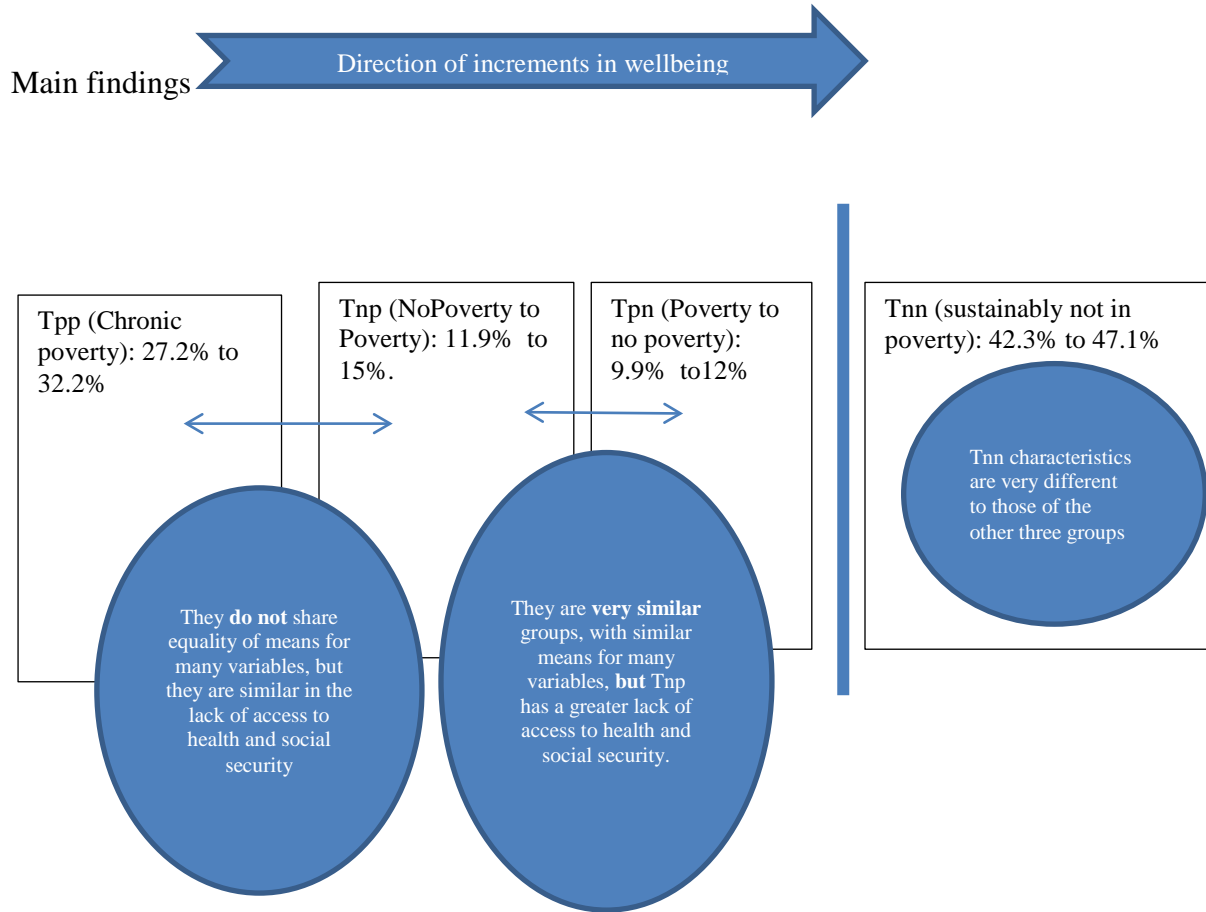 Direction of increments in wellbeing
Main findings
Tpp (Chronic
poverty): 27.2% to
32.2%
Tnp (NoPoverty to
Poverty): 11.9% to
15%.
Tpn (Poverty to
no poverty):
9.9% to12%
Tnn (sustainably not in
poverty): 42.3% to 47.1%
They do not share
equality of means for
many variables, but
they are similar in the
lack of access to
health and social
security
They are very similar
groups, with similar
means for many
variables, but Tnp
has a greater lack of
access to health and
social security.
Tnn characteristics
are very different
to those of the
other three groups